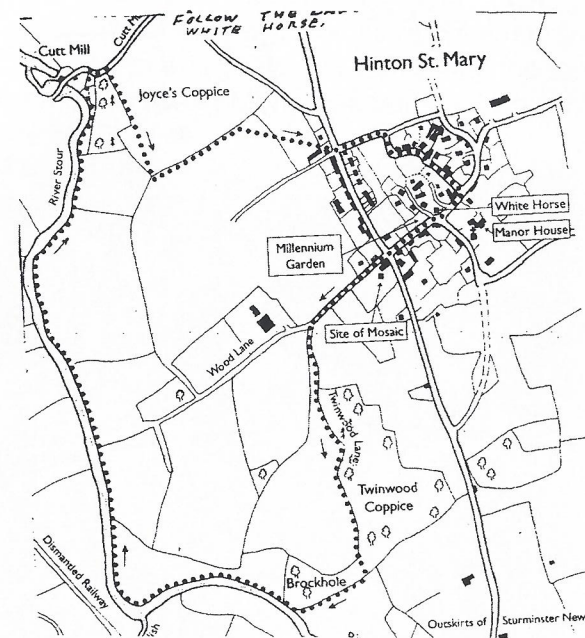 FOLLOW THE
WHITE HORSE.
Cutt Mill
Cutt M
Joyce's Coppice
Hinton St. Mary
River Stour
White Horse
Manor House
Millennium
Garden
Site of Mosaic
Wood Lane
Twinwood Lane
Twinwood
Coppice
Brockhole
Dismantled Railway
Outskirts of Sturminster New